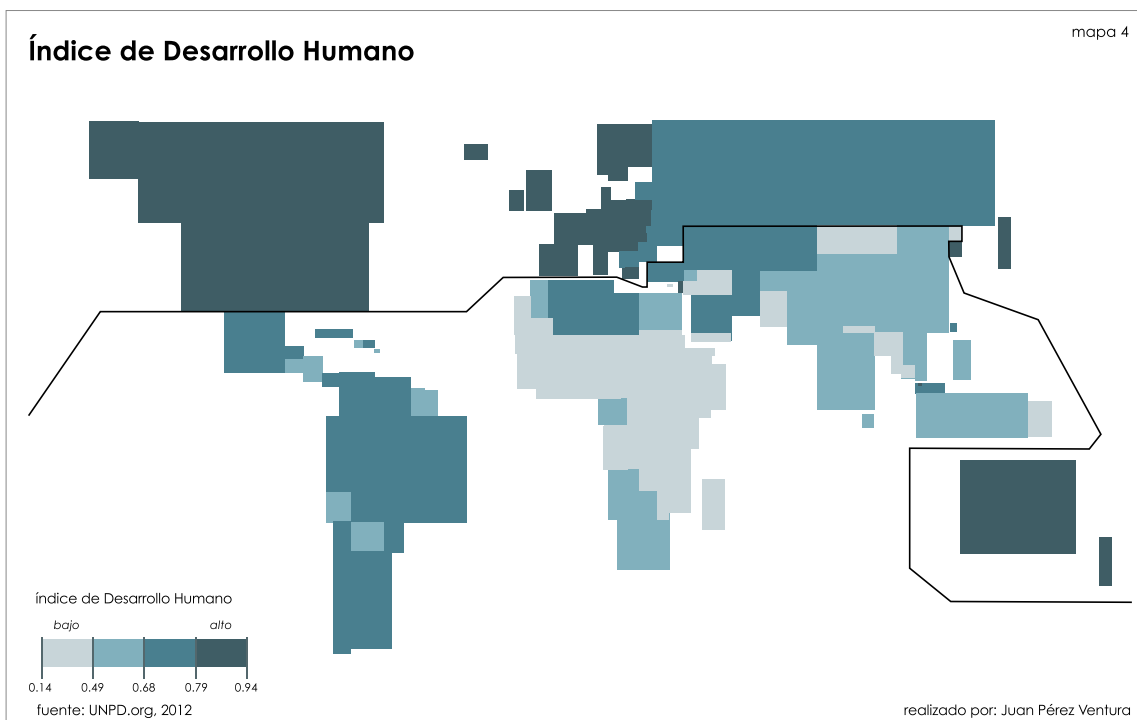 mapa 4
Índice de Desarrollo Humano
índice de Desarrollo Humano
bajo alto
0.14 0.49 0.68 0.79 0.94
fuente: UNPD.org, 2012
realizado por: Juan Pérez Ventura